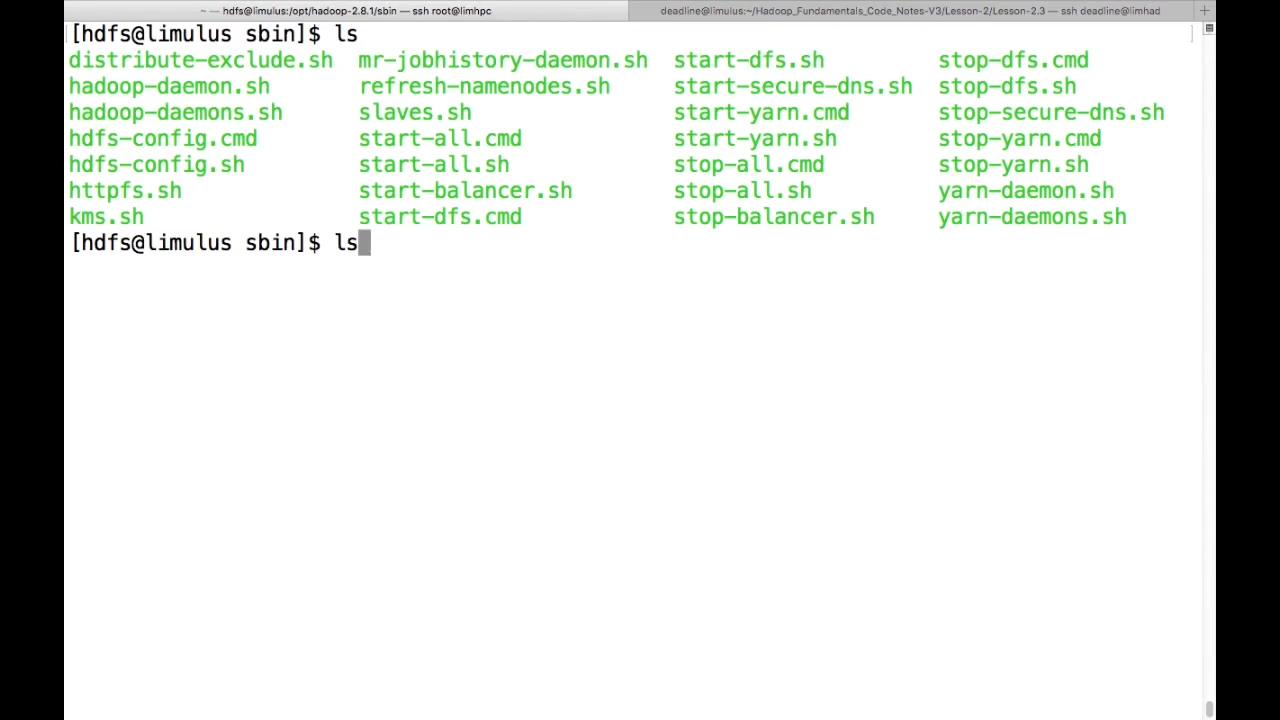 ~ — hdfs@limulus:/opt/hadoop-2.8.1/sbin — ssh root@limhpc deadline@limulus:~/Hadoop_Fundamentals_Code_Notes-V3/Lesson-2/Lesson-2.3 — ssh deadline@limhad +
[hdfs@limulus sbin]$ ls
distribute-exclude.sh mr-jobhistory-daemon.sh start-dfs.sh stop-dfs.cmd
hadoop-daemon.sh refresh-namenodes.sh start-secure-dns.sh stop-dfs.sh
hadoop-daemons.sh slaves.sh start-yarn.cmd stop-secure-dns.sh
hdfs-config.cmd start-all.cmd start-yarn.sh stop-yarn.cmd
hdfs-config.sh start-all.sh stop-all.cmd stop-yarn.sh
httpfs.sh start-balancer.sh stop-all.sh yarn-daemon.sh
kms.sh start-dfs.cmd stop-balancer.sh yarn-daemons.sh
[hdfs@limulus sbin]$ ls